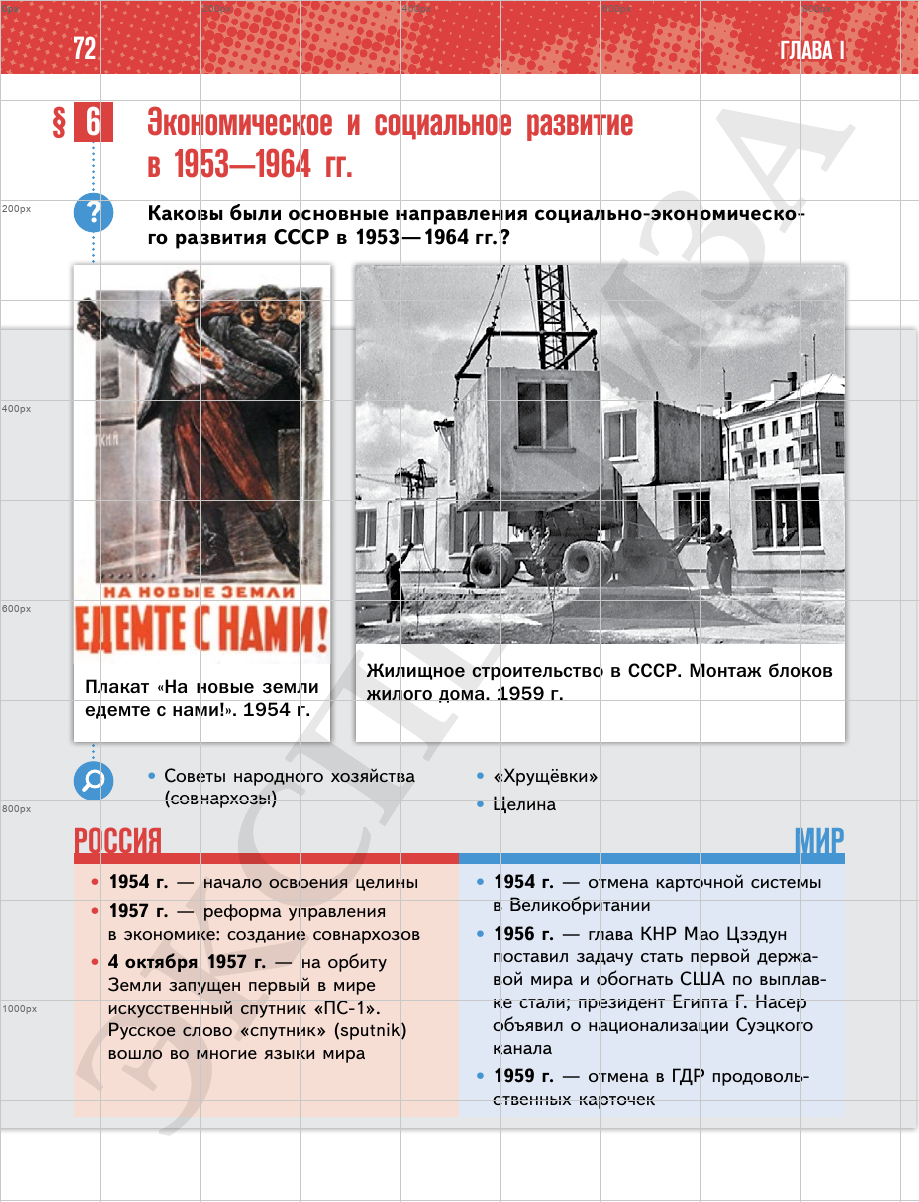 72
ГЛАВА I
§ 6
Экономическое и социальное развитие
в 1953—1964 гг.
?
Каковы были основные направления социально-экономическо-
го развития СССР в 1953—1964 гг.?
НА НОВЫЕ ЗЕМЛИ
ЕДЕМТЕ С НАМИ!
Плакат «На новые земли
едемте с нами!». 1954 г.
Жилищное строительство в СССР. Монтаж блоков
жилого дома. 1959 г.
• Советы народного хозяйства
(совнархозы)
• «Хрущёвки»
• Целина
РОССИЯ
• 1954 г. — начало освоения целины
• 1957 г. — реформа управления
в экономике: создание совнархозов
• 4 октября 1957 г. — на орбиту
Земли запущен первый в мире
искусственный спутник «ПС-1».
Русское слово «спутник» (sputnik)
вошло во многие языки мира
МИР
• 1954 г. — отмена карточной системы
в Великобритании
• 1956 г. — глава КНР Мао Цзэдун
поставил задачу стать первой держа-
вой мира и обогнать США по выплав-
ке стали; президент Египта Г. Насер
объявил о национализации Суэцкого
канала
• 1959 г. — отмена в ГДР продоволь-
ственных карточек
200px
400px
600px
800px
1000px